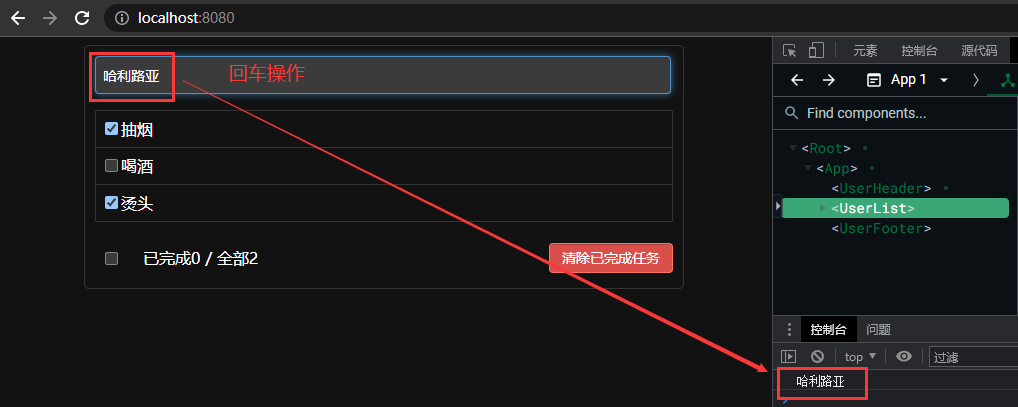 localhost:8080
哈利路亚
回车操作
抽烟
喝酒
烫头
已完成0 / 全部2
清除已完成任务
元素 控制台 源代码
App 1
Find components...
<Root>
<App>
<UserHeader>
<UserList>
<UserFooter>
控制台 问题
top 过滤
哈利路亚